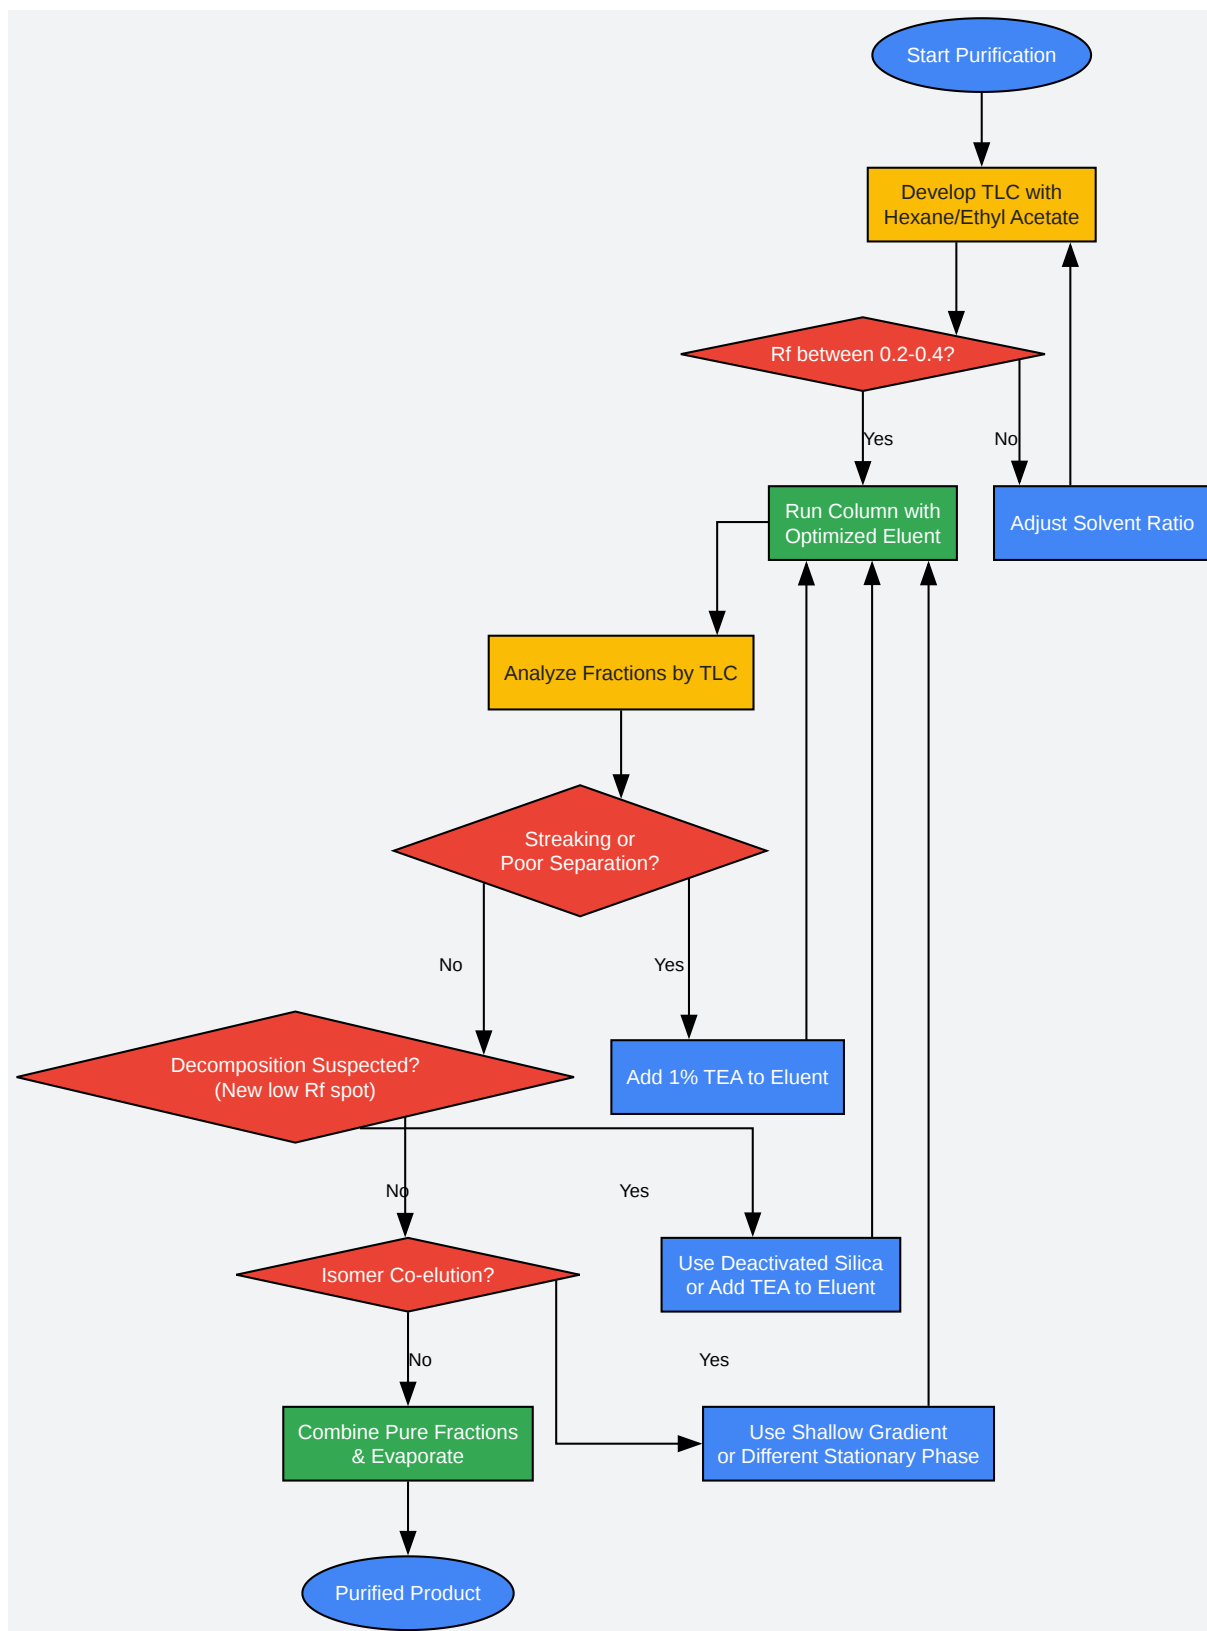 Start Purification
Develop TLC with
Hexane/Ethyl Acetate
Rf between 0.2-0.4?
Yes
No
Run Column with
Optimized Eluent
Adjust Solvent Ratio
Analyze Fractions by TLC
Streaking or
Poor Separation?
No
Yes
Decomposition Suspected?
(New low Rf spot)
Add 1% TEA to Eluent
No
Yes
Isomer Co-elution?
Use Deactivated Silica
or Add TEA to Eluent
No
Yes
Combine Pure Fractions
& Evaporate
Use Shallow Gradient
or Different Stationary Phase
Purified Product